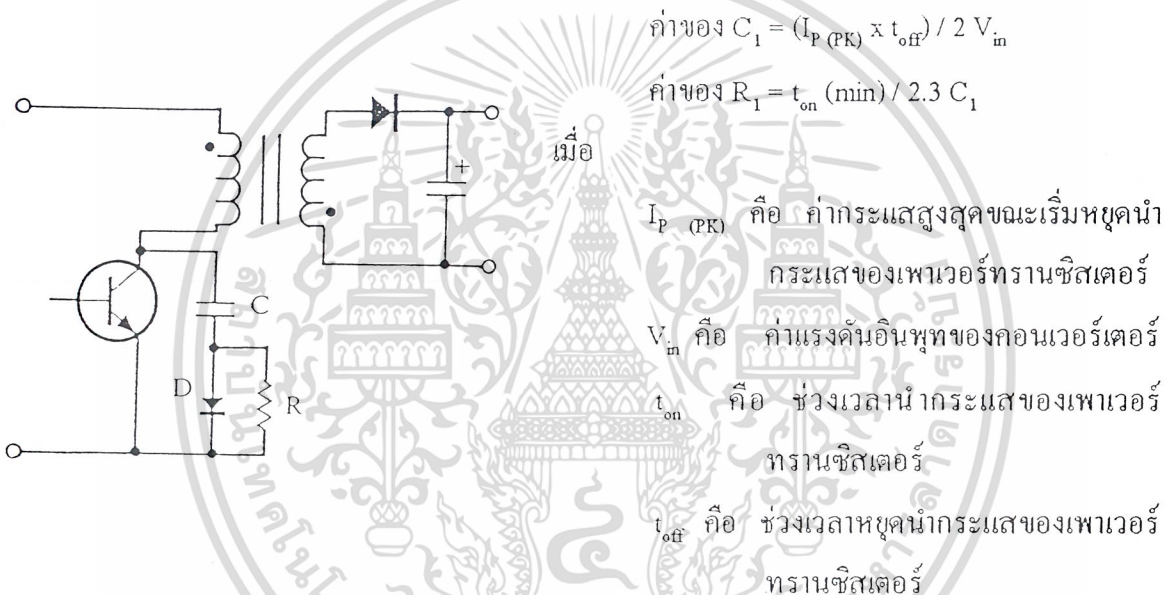 ค่าของ C₁ = (I_P (PK) x t_off) / 2 V_in
ค่าของ R₁ = t_on (min) / 2.3 C₁
เมื่อ
I_P (PK) คือ ค่ากระแสสูงสุดขณะเริ่มหยุดนำ
กระแสของเพาเวอร์ทรานซิสเตอร์
V_in คือ ค่าแรงดันอินพุทของคอนเวอร์เตอร์
t_on คือ ช่วงเวลานำกระแสของเพาเวอร์
ทรานซิสเตอร์
t_off คือ ช่วงเวลาหยุดนำกระแสของเพาเวอร์
ทรานซิสเตอร์
+
C
D
R